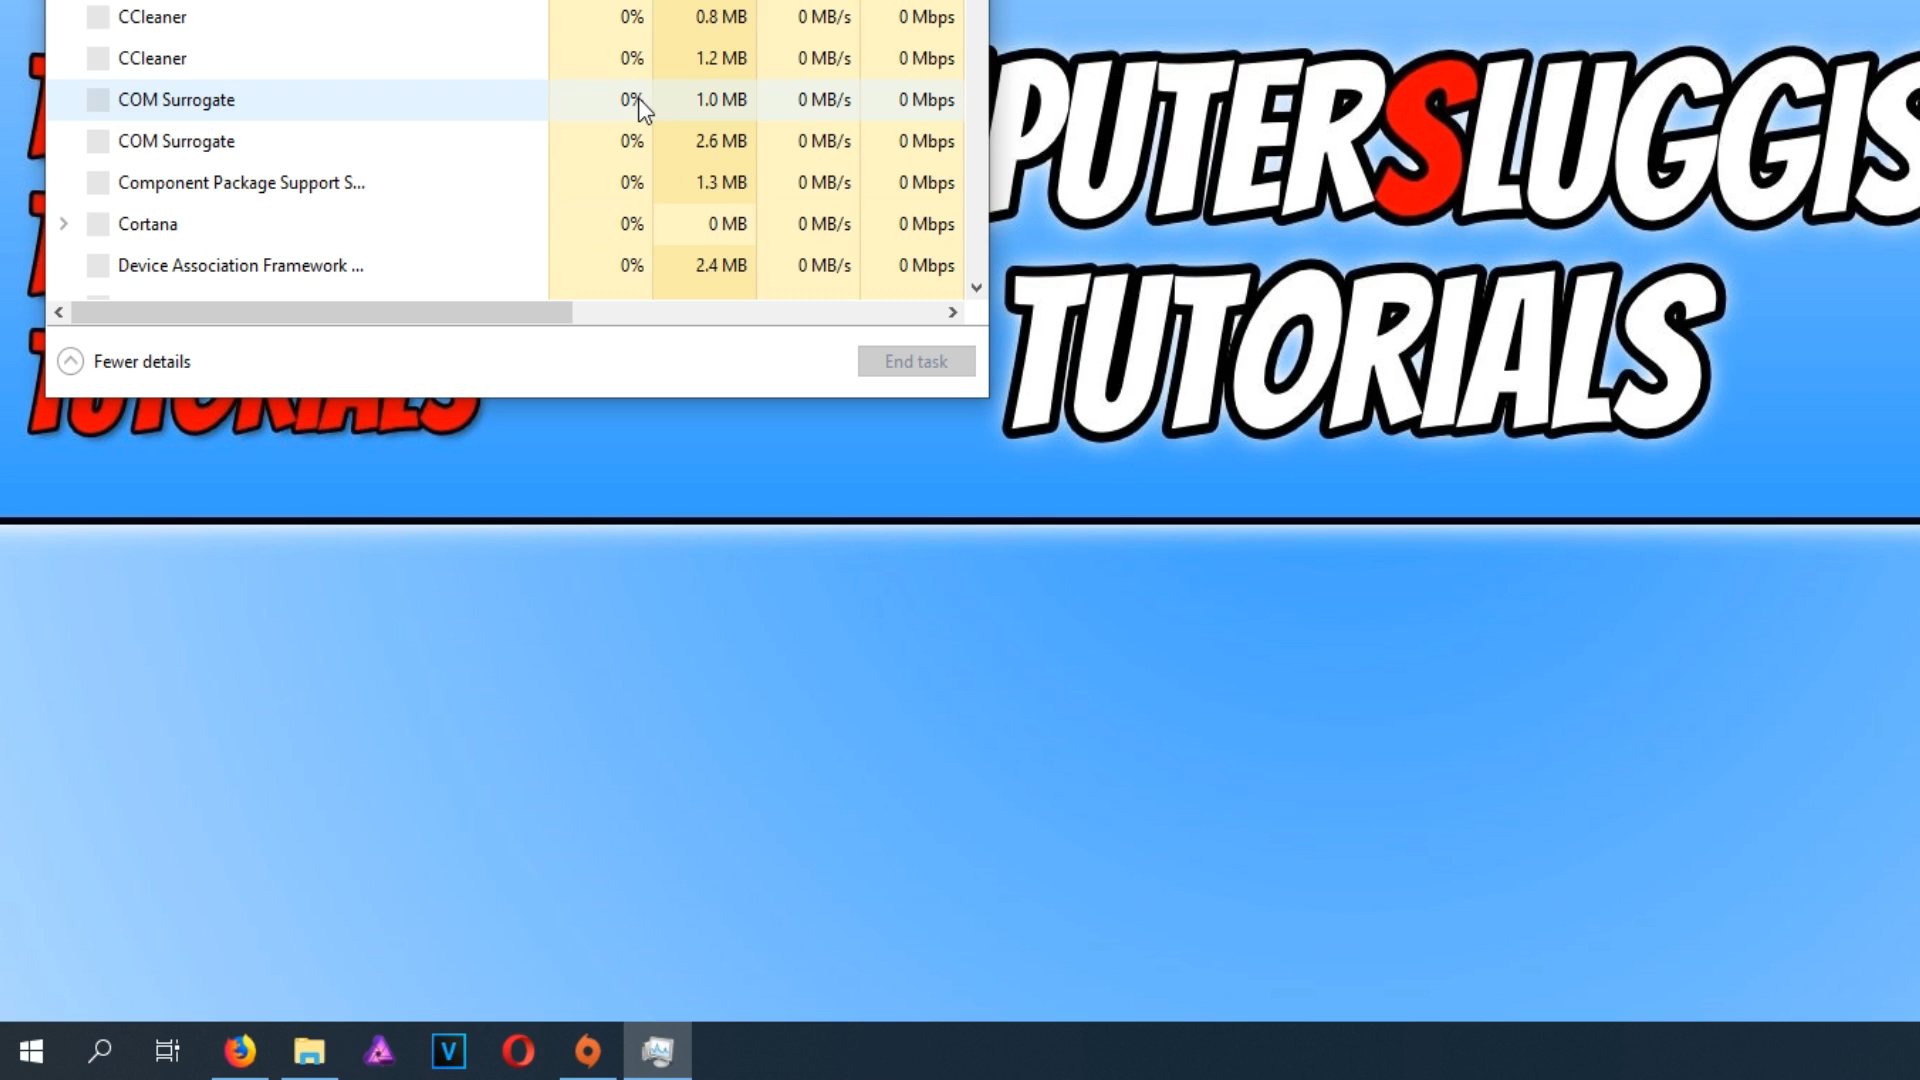 CCleaner 0% 0.8 MB 0 MB/s 0 Mbps
CCleaner 0% 1.2 MB 0 MB/s 0 Mbps
COM Surrogate 0% 1.0 MB 0 MB/s 0 Mbps
COM Surrogate 0% 2.6 MB 0 MB/s 0 Mbps
Component Package Support S... 0% 1.3 MB 0 MB/s 0 Mbps
Cortana 0% 0 MB 0 MB/s 0 Mbps
Device Association Framework ... 0% 2.4 MB 0 MB/s 0 Mbps
Fewer details End task
PUTERSLUGGIS
TUTORIALS
TUTORIALS
V